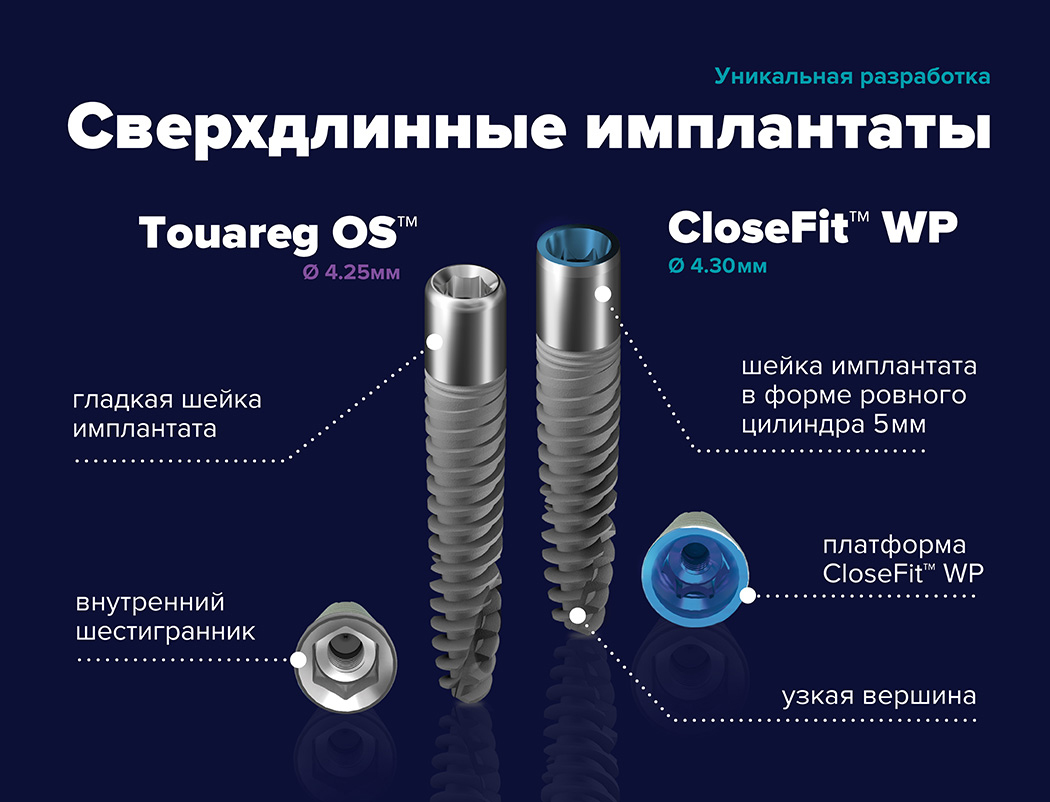 Уникальная разработка
Сверхдлинные имплантаты
Touareg OS™
Ø 4.25мм
CloseFit™ WP
Ø 4.30мм
гладкая шейка
имплантата
шейка имплантата
в форме ровного
цилиндра 5мм
внутренний
шестигранник
платформа
CloseFit™ WP
узкая вершина